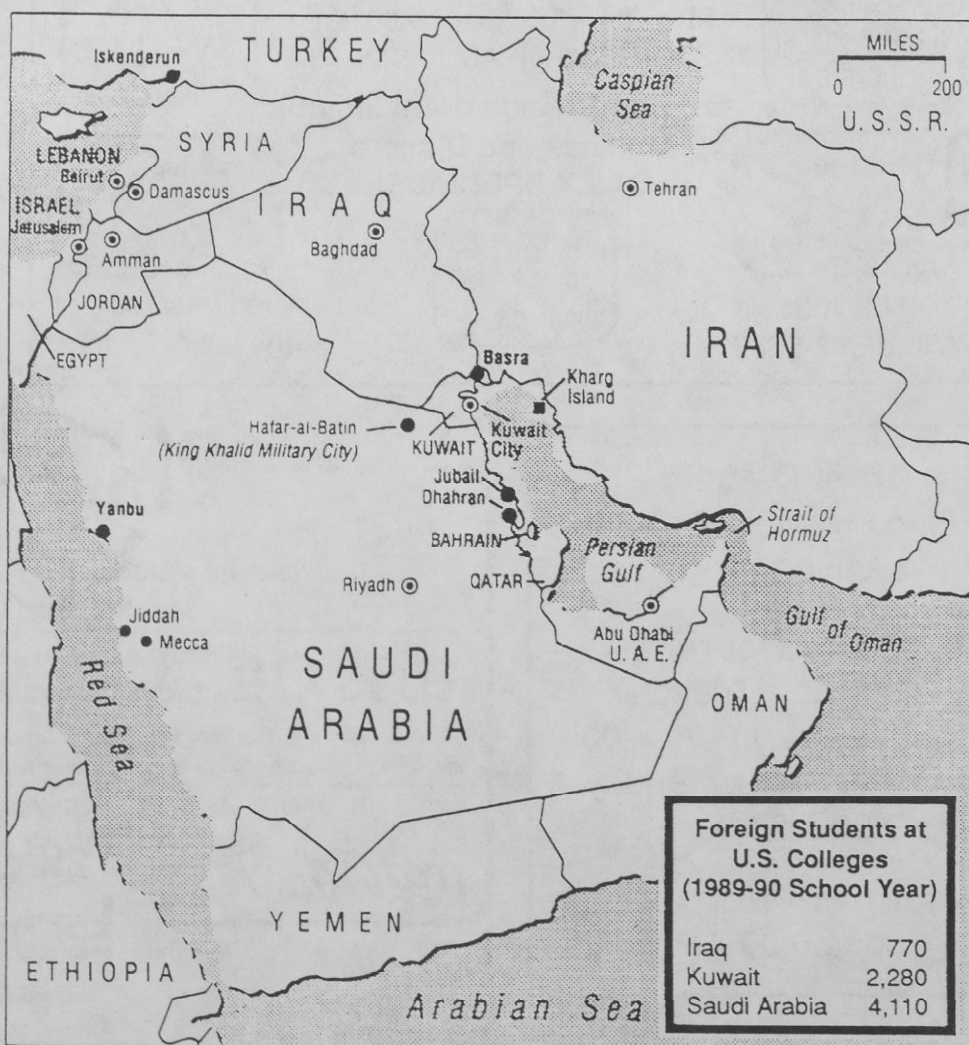 TURKEY
MILES
0 200
U. S. S. R.
Iskenderun
Caspian
Sea
SYRIA
LEBANON
Beirut
Damascus
Tehran
ISRAEL
Jerusalem
IRAQ
Baghdad
Amman
JORDAN
IRAN
EGYPT
Basra
Kharg
Island
Hafar-al-Batin
(King Khalid Military City)
KUWAIT
Kuwait
City
Jubail
Dhahran
Yanbu
BAHRAIN
Persian
Gulf
Strait of
Hormuz
Riyadh
QATAR
Abu Dhabi
U. A. E.
Gulf
of
Oman
Jiddah
Mecca
SAUDI
ARABIA
Red Sea
OMAN
YEMEN
ETHIOPIA
Arabian Sea
Foreign Students at
U.S. Colleges
(1989-90 School Year)
Iraq 770
Kuwait 2,280
Saudi Arabia 4,110